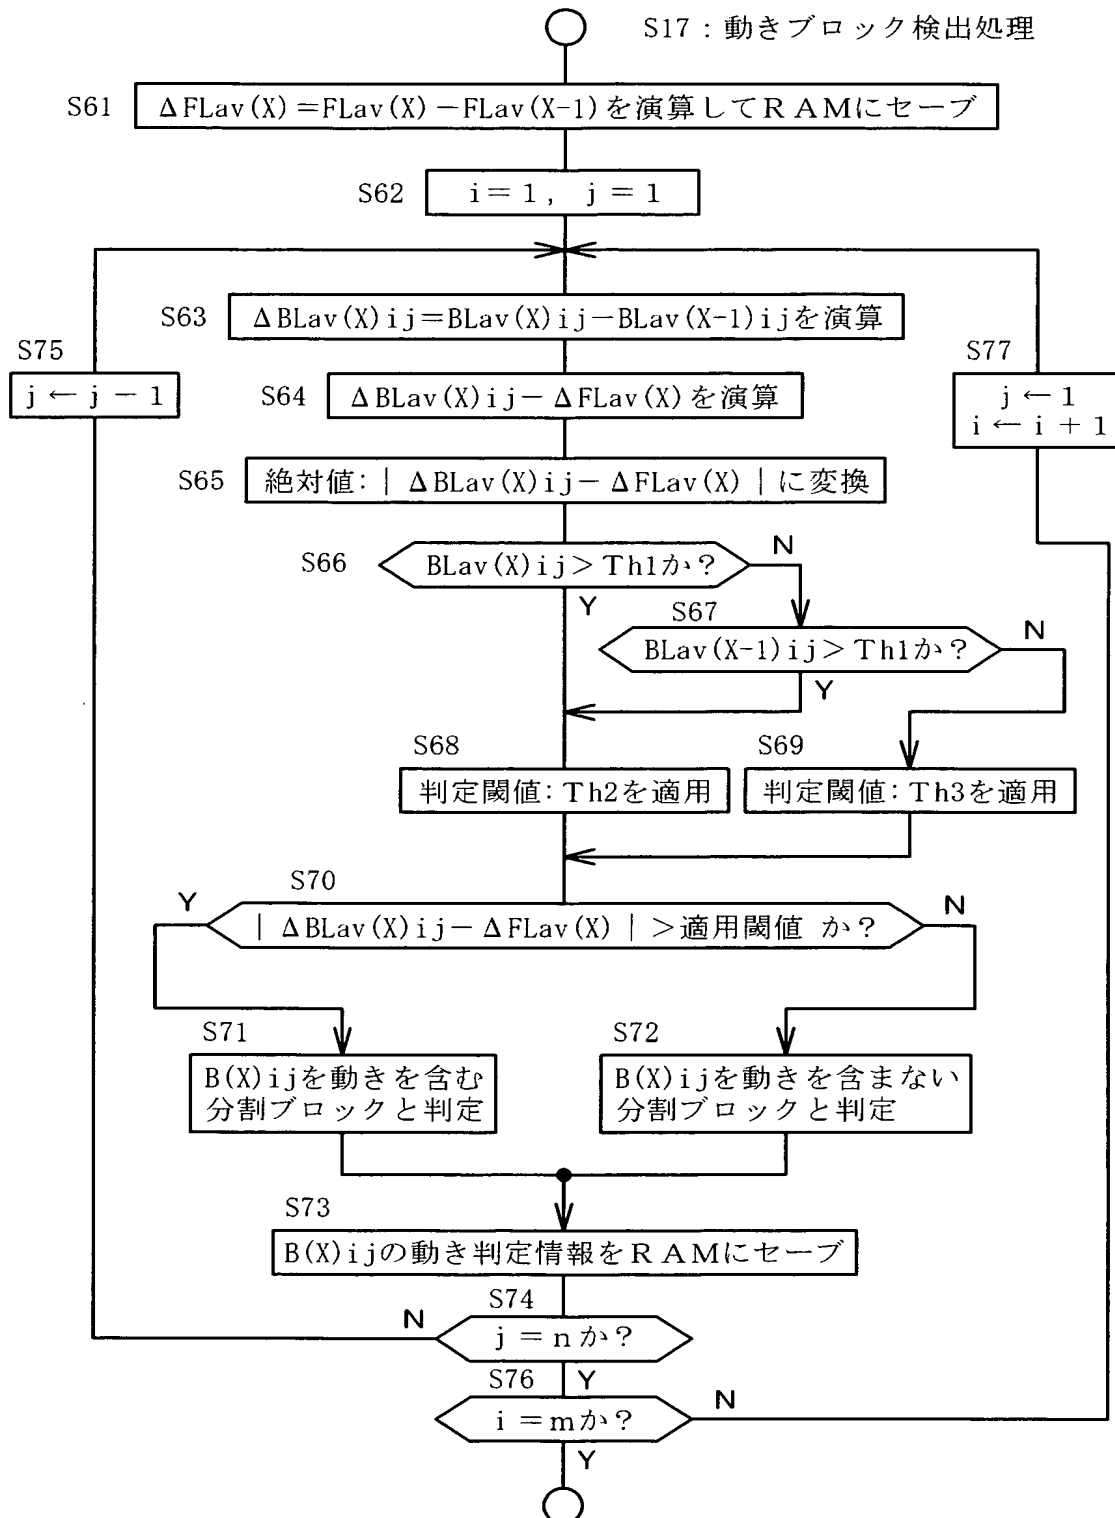 S17：動きブロック検出処理
S61
ΔFLav(X)=FLav(X)−FLav(X-1)を演算してRAMにセーブ
S62
i=1, j=1
S63
ΔBLav(X)ij=BLav(X)ij−BLav(X-1)ijを演算
S75
j←j−1
S77
j←1
i←i+1
S64
ΔBLav(X)ij−ΔFLav(X)を演算
S65
絶対値:|ΔBLav(X)ij−ΔFLav(X)|に変換
S66
BLav(X)ij>Th1か?
N
Y
S67
BLav(X-1)ij>Th1か?
N
Y
S68
判定閾値:Th2を適用
S69
判定閾値:Th3を適用
S70
Y
|ΔBLav(X)ij−ΔFLav(X)|>適用閾値 か?
N
S71
B(X)ijを動きを含む
分割ブロックと判定
S72
B(X)ijを動きを含まない
分割ブロックと判定
S73
B(X)ijの動き判定情報をRAMにセーブ
S74
N
j=nか?
Y
S76
i=mか?
N
Y